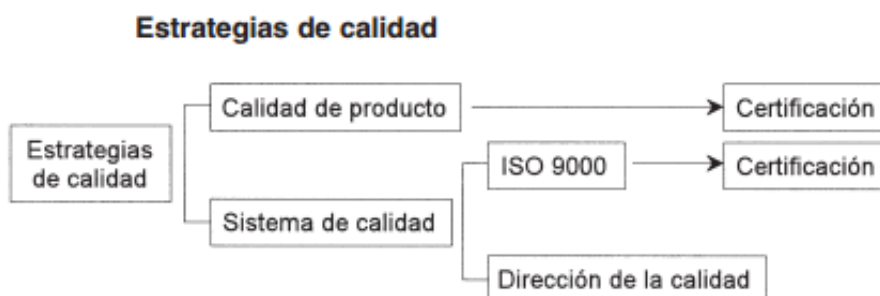 Estrategias de calidad
Calidad de producto
Certificación
Estrategias
de calidad
ISO 9000
Certificación
Sistema de calidad
Dirección de la calidad